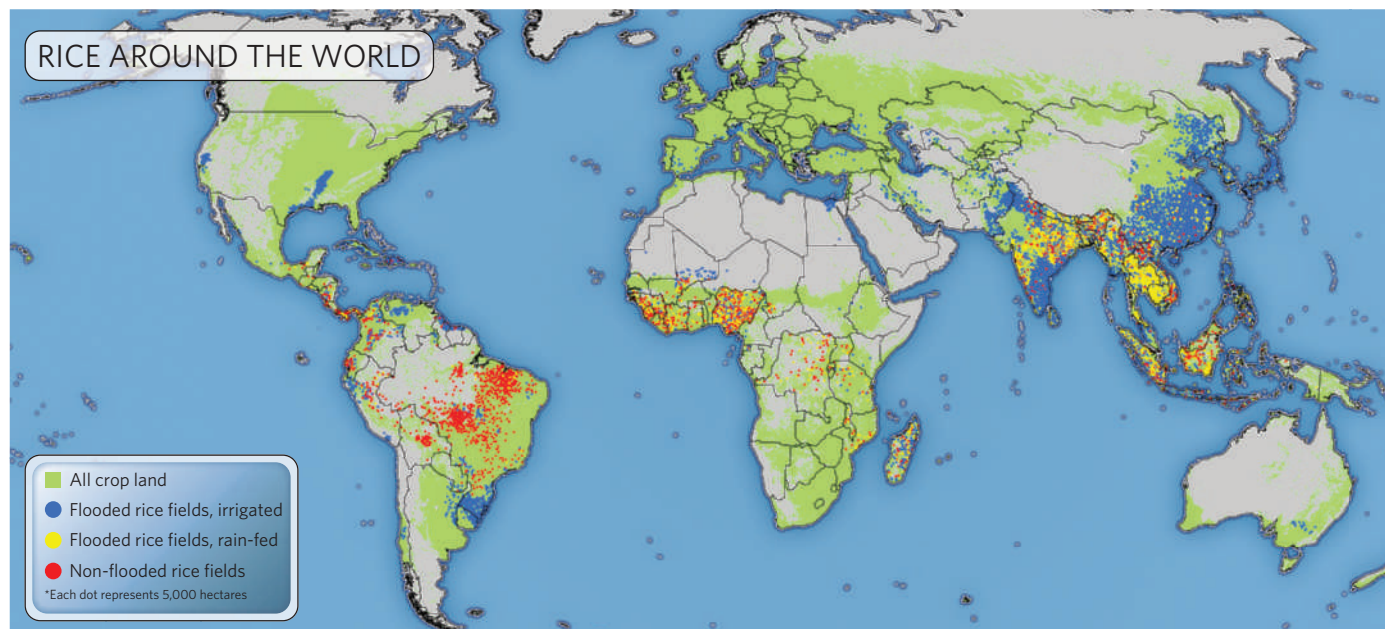 RICE AROUND THE WORLD
All crop land
Flooded rice fields, irrigated
Flooded rice fields, rain-fed
Non-flooded rice fields
*Each dot represents 5,000 hectares